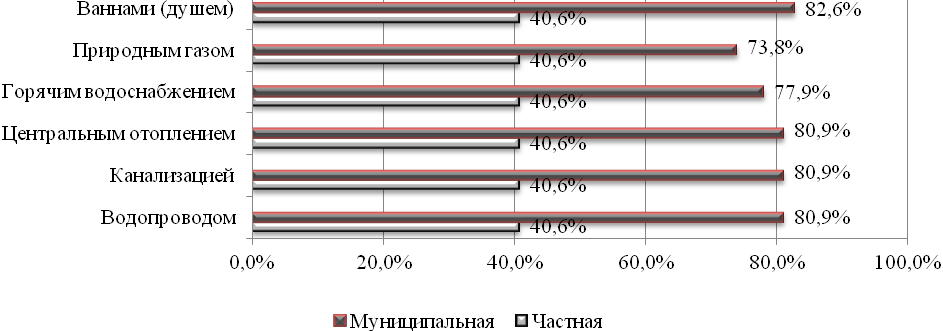 Ваннами (душем) 82,6%
40,6%
Природным газом 73,8%
40,6%
Горячим водоснабжением 77,9%
40,6%
Центральным отоплением 80,9%
40,6%
Канализацией 80,9%
40,6%
Водопроводом 80,9%
40,6%
0,0% 20,0% 40,0% 60,0% 80,0% 100,0%
Муниципальная Частная